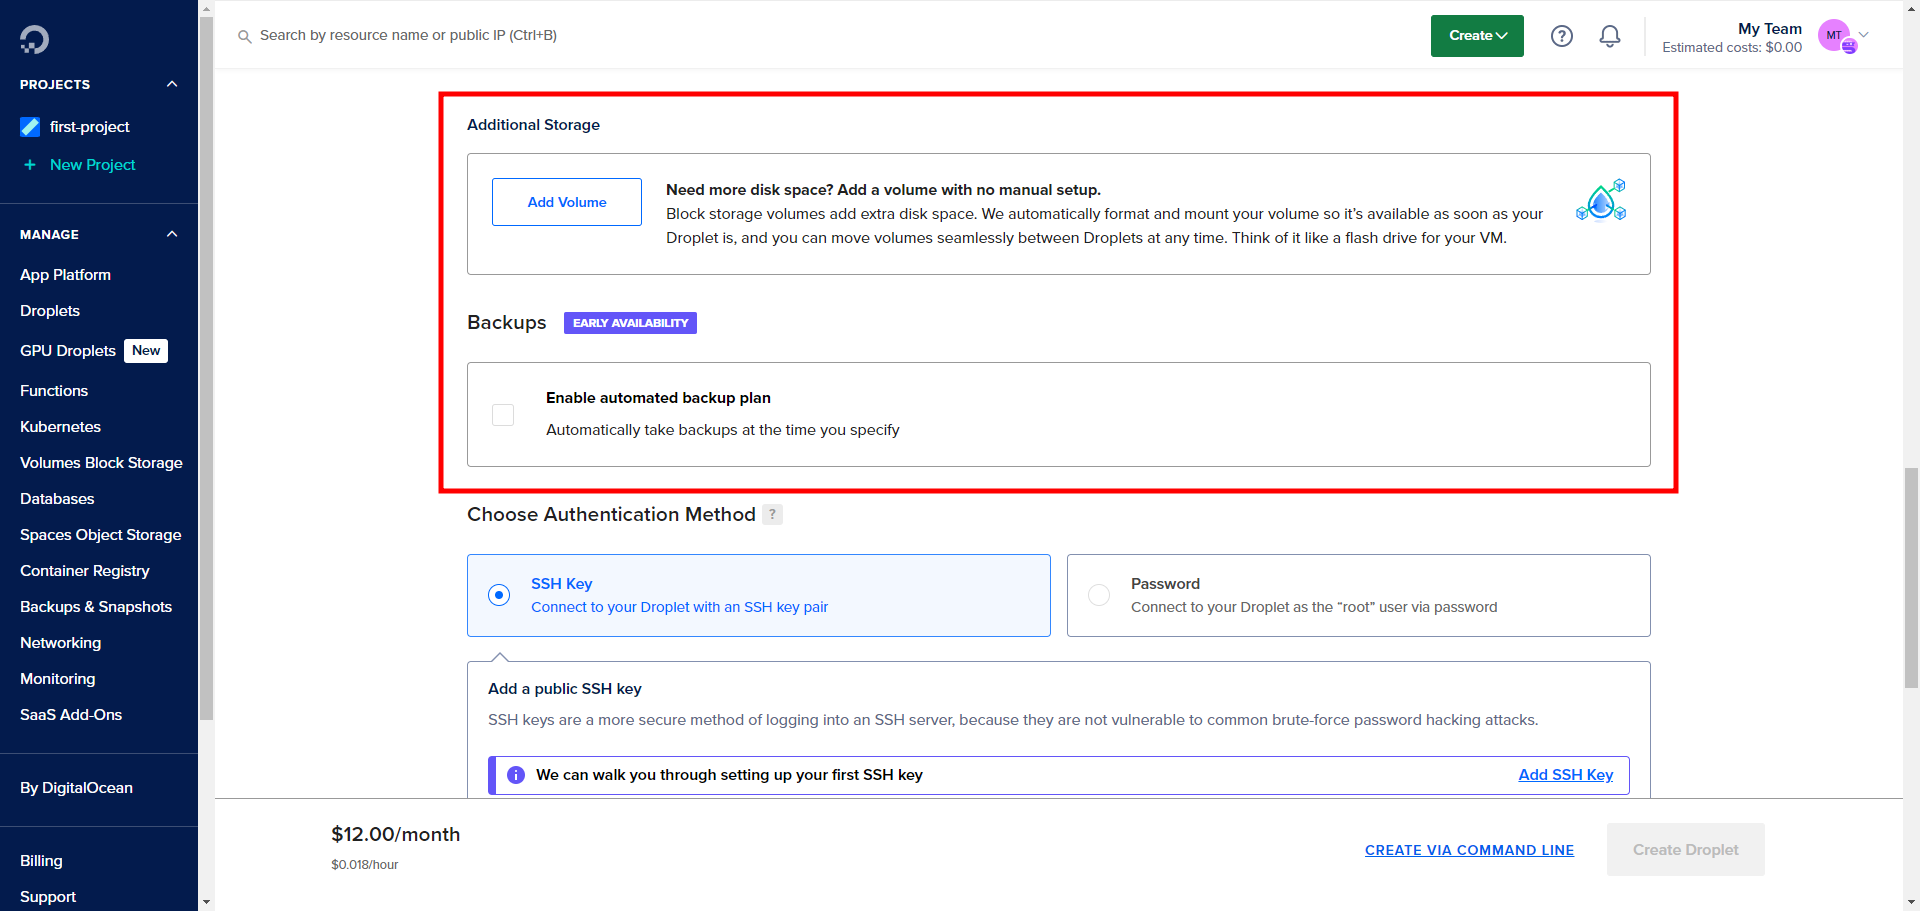 Search by resource name or public IP (Ctrl+B)
Create
My Team
Estimated costs: $0.00
MT
PROJECTS
first-project
+ New Project
MANAGE
App Platform
Droplets
GPU Droplets New
Functions
Kubernetes
Volumes Block Storage
Databases
Spaces Object Storage
Container Registry
Backups & Snapshots
Networking
Monitoring
SaaS Add-Ons
By DigitalOcean
Billing
Support
Additional Storage
Add Volume
Need more disk space? Add a volume with no manual setup.
Block storage volumes add extra disk space. We automatically format and mount your volume so it’s available as soon as your
Droplet is, and you can move volumes seamlessly between Droplets at any time. Think of it like a flash drive for your VM.
Backups EARLY AVAILABILITY
Enable automated backup plan
Automatically take backups at the time you specify
Choose Authentication Method ?
SSH Key
Connect to your Droplet with an SSH key pair
Password
Connect to your Droplet as the “root” user via password
Add a public SSH key
SSH keys are a more secure method of logging into an SSH server, because they are not vulnerable to common brute-force password hacking attacks.
We can walk you through setting up your first SSH key
Add SSH Key
$12.00/month
$0.018/hour
CREATE VIA COMMAND LINE
Create Droplet